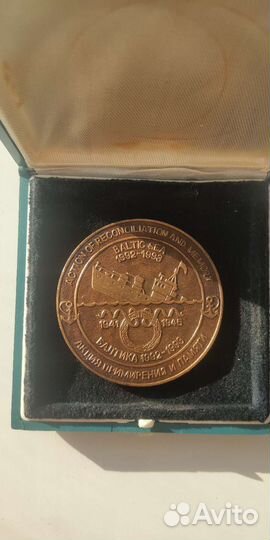 ACTION OF RECONCILIATION AND MEMORY
BALTIC SEA
1992-1993
1941 1945
БАЛТИКА 1992-1993
АКЦИЯ ПРИМИРЕНИЯ И ПАМЯТИ
Avito